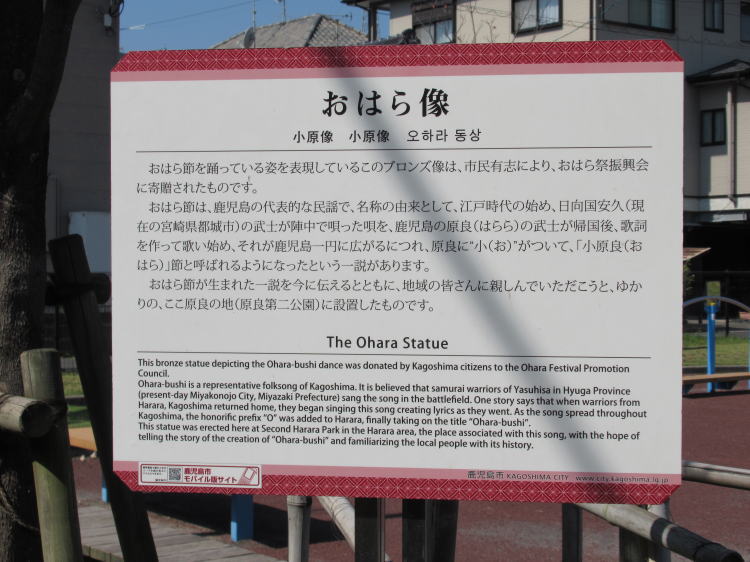 おはら像
小原像　小原像　오하라 동상
おはら節を踊っている姿を表現しているこのブロンズ像は、市民有志により、おはら祭振興会
に寄贈されたものです。
おはら節は、鹿児島の代表的な民謡で、名称の由来として、江戸時代の始め、日向国安久（現
在の宮崎県都城市）の武士が陣中で唄った唄を、鹿児島の原良（はらら）の武士が帰国後、歌詞
を作って歌い始め、それが鹿児島一円に広がるにつれ、原良に“小（お）”がついて、「小原良（お
はら）」節と呼ばれるようになったという一説があります。
おはら節が生まれた一説を今に伝えるとともに、地域の皆さんに親しんでいただこうと、ゆか
りの、ここ原良の地（原良第二公園）に設置したものです。
The Ohara Statue
This bronze statue depicting the Ohara-bushi dance was donated by Kagoshima citizens to the Ohara Festival Promotion
Council.
Ohara-bushi is a representative folksong of Kagoshima. It is believed that samurai warriors of Yasuhisa in Hyuga Province
(present-day Miyakonojo City, Miyazaki Prefecture) sang the song in the battlefield. One story says that when warriors from
Harara, Kagoshima returned home, they began singing this song creating lyrics as they went. As the song spread throughout
Kagoshima, the honorific prefix “O” was added to Harara, finally taking on the title “Ohara-bushi”.
This statue was erected here at Second Harara Park in the Harara area, the place associated with this song, with the hope of
telling the story of the creation of “Ohara-bushi” and familiarizing the local people with its history.
鹿児島市
モバイル版サイト
鹿児島市 KAGOSHIMA CITY www.city.kagoshima.lg.jp